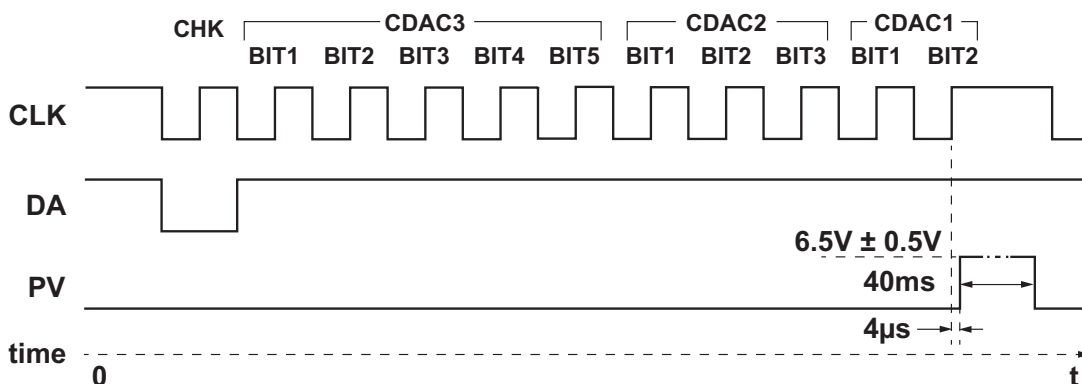 CHK CDAC3 CDAC2 CDAC1
BIT1 BIT2 BIT3 BIT4 BIT5 BIT1 BIT2 BIT3 BIT1 BIT2
CLK
DA
6.5V ± 0.5V
PV
40ms
4µs
time
0 t